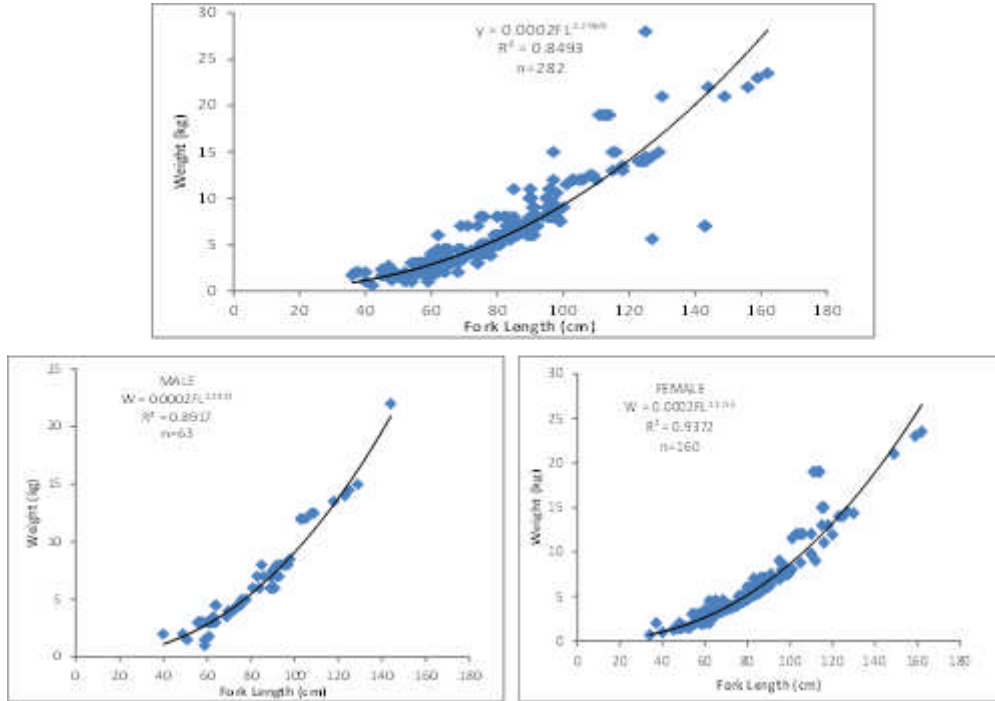 y = 0.0002FL
R² = 0.8493
n=282
30
25
20
15
10
5
0
Weight (kg)
0 20 40 60 80 100 120 140 160 180
Fork Length (cm)
MALE
W = 0.0002FL
R² = 0.8917
n=63
25
20
15
10
5
0
Weight (kg)
0 20 40 60 80 100 120 140 160
Fork Length (cm)
FEMALE
W = 0.0002FL
R² = 0.9372
n=160
30
25
20
15
10
5
0
Weight (kg)
0 20 40 60 80 100 120 140 160 180
Fork Length (cm)